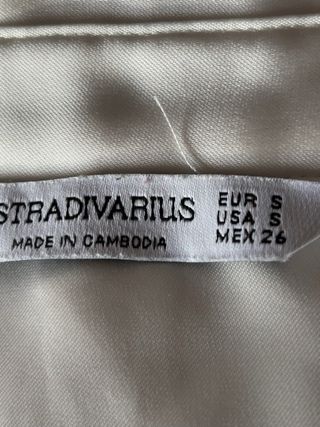 STRADIVARIUS
MADE IN CAMBODIA
EUR S
USA S
MEX 26